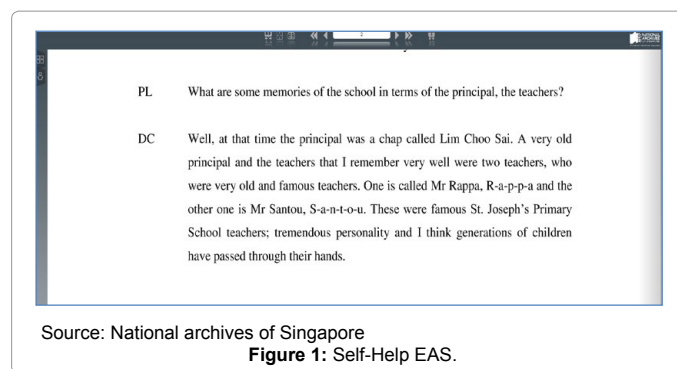 2
NATIONAL
ARCHIVES
PL What are some memories of the school in terms of the principal, the teachers?
DC Well, at that time the principal was a chap called Lim Choo Sai. A very old
principal and the teachers that I remember very well were two teachers, who
were very old and famous teachers. One is called Mr Rappa, R-a-p-p-a and the
other one is Mr Santou, S-a-n-t-o-u. These were famous St. Joseph's Primary
School teachers; tremendous personality and I think generations of children
have passed through their hands.
Source: National archives of Singapore
Figure 1: Self-Help EAS.